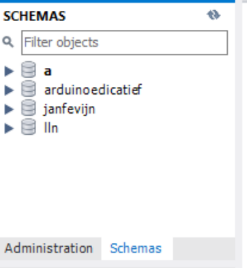 SCHEMAS
Filter objects
a
arduinoedicatief
janfevijn
lln
Administration Schemas